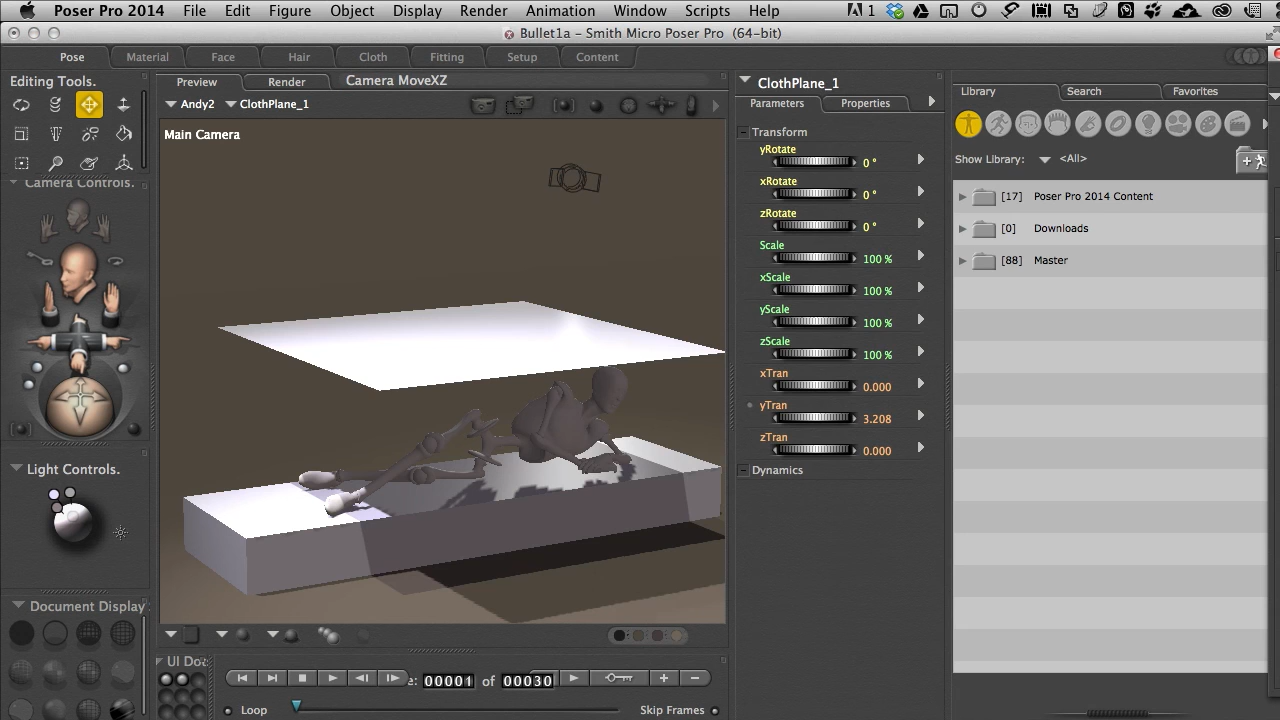 Poser Pro 2014 File Edit Figure Object Display Render Animation Window Scripts Help 1
Bullet1a – Smith Micro Poser Pro (64-bit)
Pose Material Face Hair Cloth Fitting Setup Content
Editing Tools.
Preview Render Camera MoveXZ
Andy2 ClothPlane_1
Main Camera
Camera Controls.
Light Controls.
Document Display
UI Do
e: 00001 of 00030
Loop
Skip Frames
ClothPlane_1
Parameters Properties
Transform
yRotate
0 °
xRotate
0 °
zRotate
0 °
Scale
100 %
xScale
100 %
yScale
100 %
zScale
100 %
xTran
0.000
yTran
3.208
zTran
0.000
Dynamics
Library Search Favorites
Show Library: <All>
[17] Poser Pro 2014 Content
[0] Downloads
[88] Master